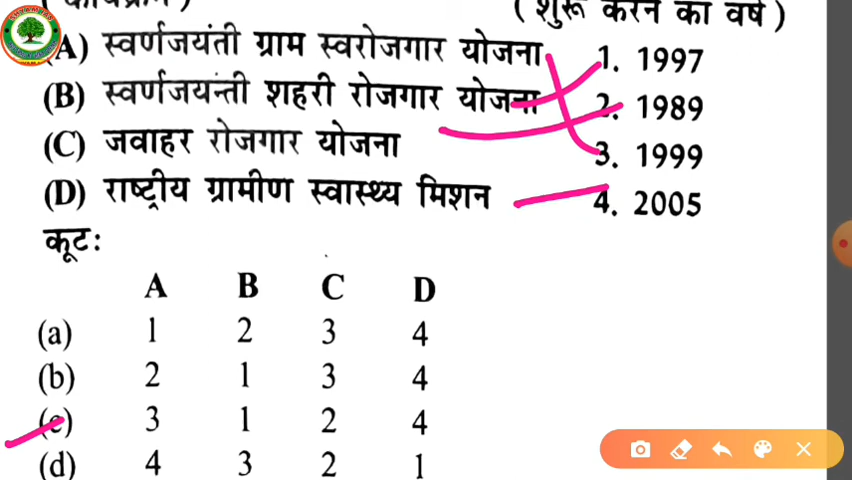 ( कार्यक्रम )
( शुरू करने का वर्ष )
(A) स्वर्णजयंती ग्राम स्वरोजगार योजना 1. 1997
(B) स्वर्णजयन्ती शहरी रोजगार योजना 2. 1989
(C) जवाहर रोजगार योजना 3. 1999
(D) राष्ट्रीय ग्रामीण स्वास्थ्य मिशन 4. 2005
कूटः
A B C D
(a) 1 2 3 4
(b) 2 1 3 4
(c) 3 1 2 4
(d) 4 3 2 1